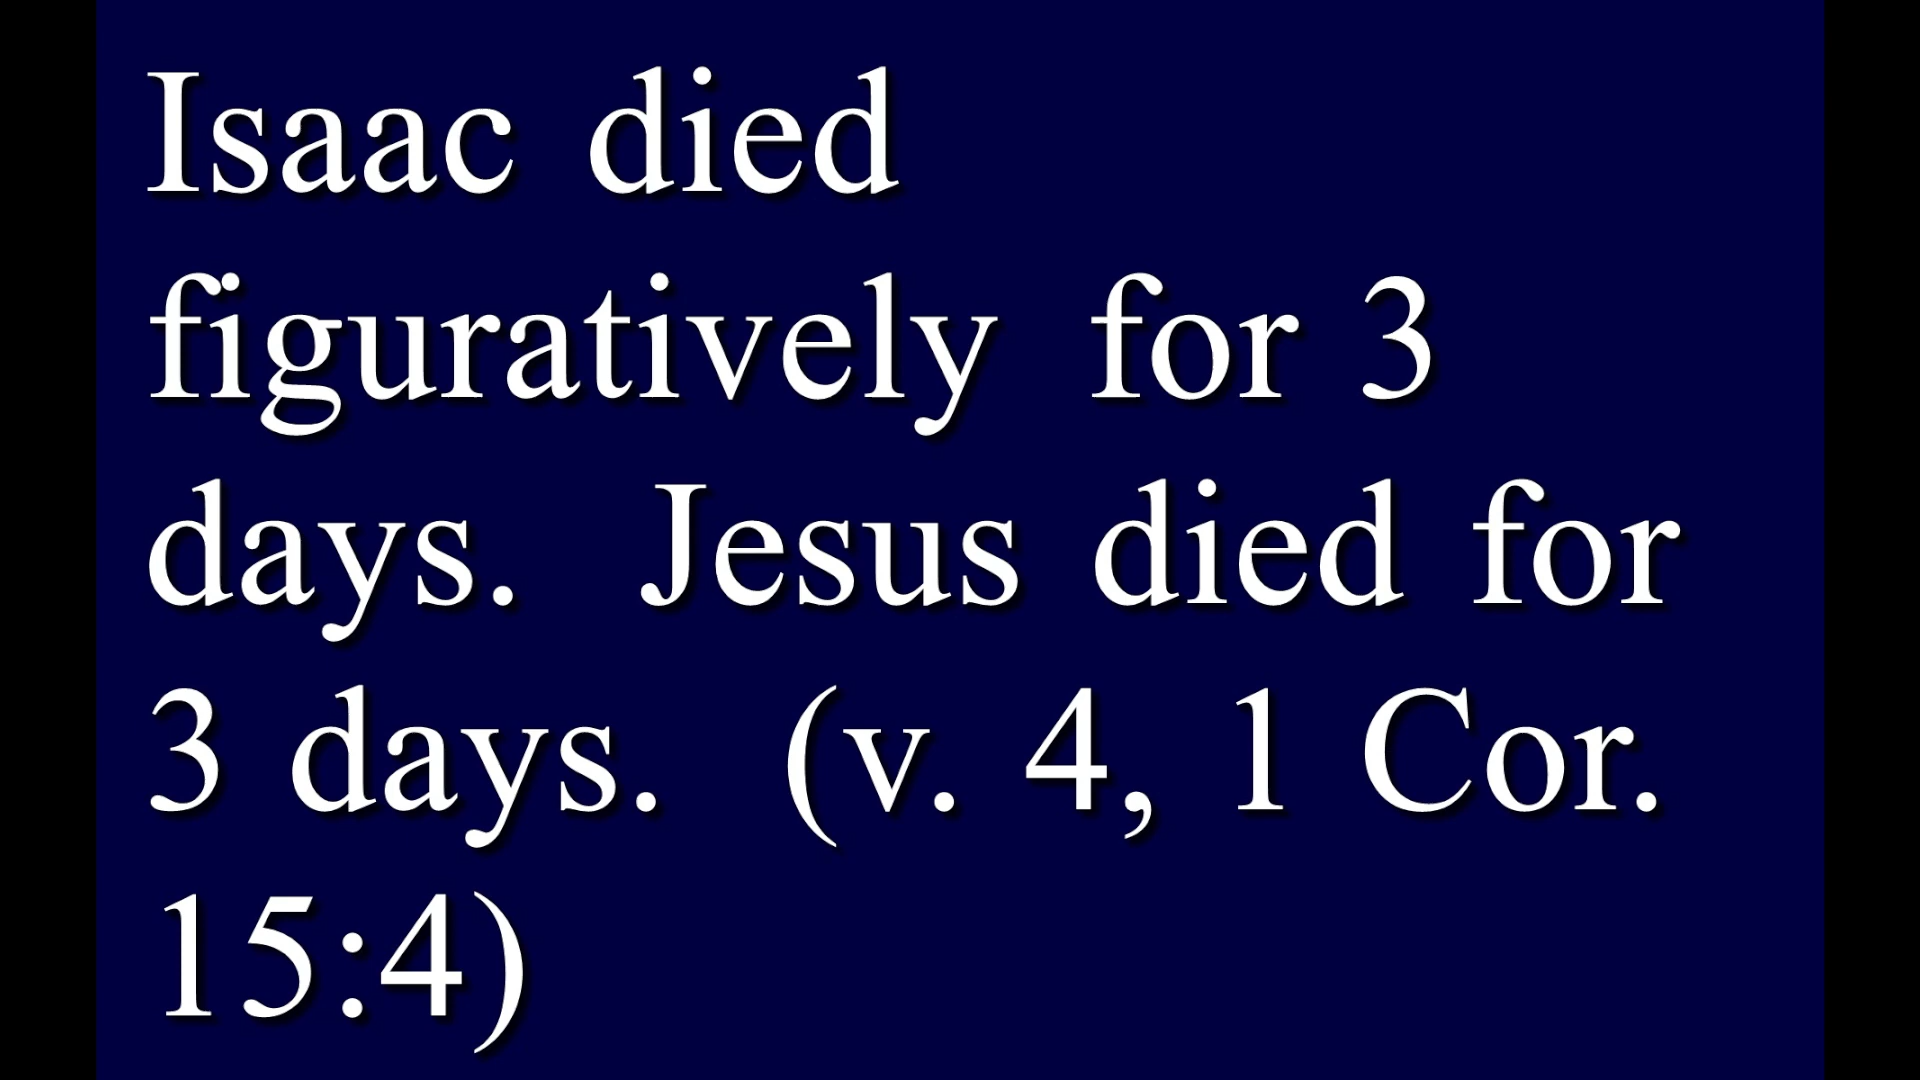 Isaac died
figuratively for 3
days. Jesus died for
3 days. (v. 4, 1 Cor.
15:4)